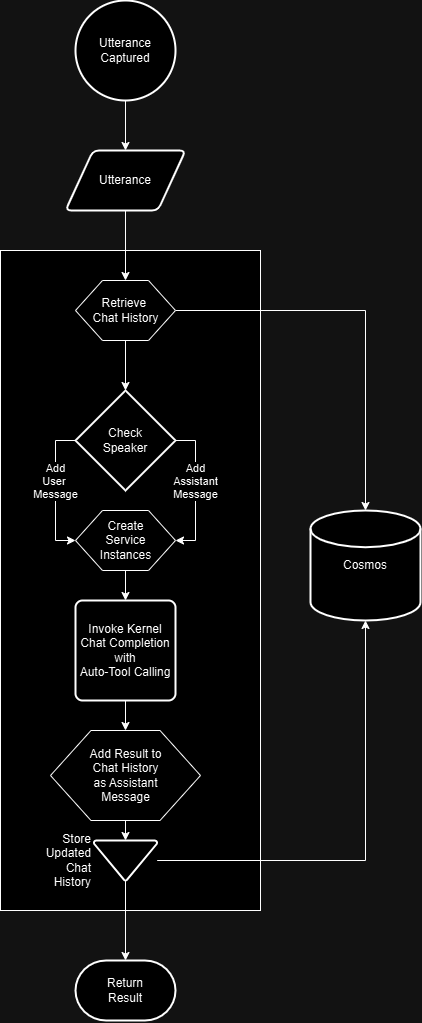 Utterance
Captured
Utterance
Retrieve
Chat History
Check
Speaker
Add
User
Message
Add
Assistant
Message
Create
Service
Instances
Cosmos
Invoke Kernel
Chat Completion
with
Auto-Tool Calling
Add Result to
Chat History
as Assistant
Message
Store
Updated
Chat
History
Return
Result